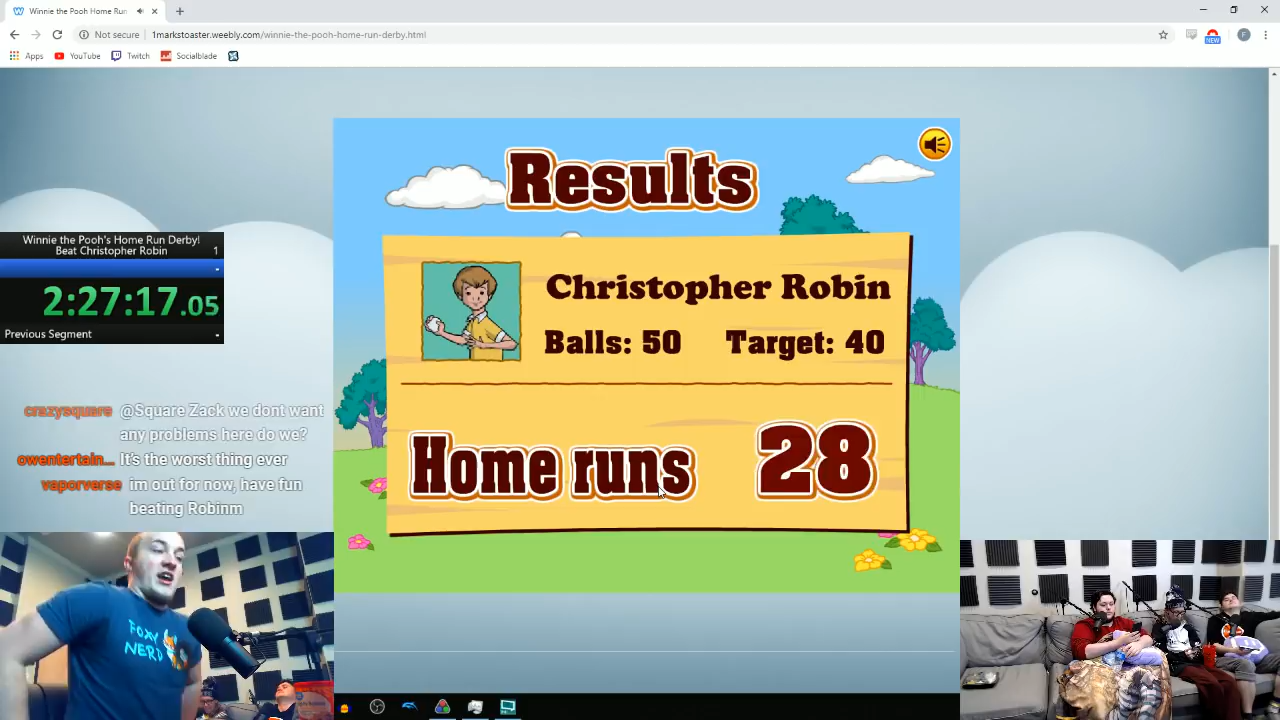 Winnie the Pooh Home Run
Not secure
1markstoaster.weebly.com/winnie-the-pooh-home-run-derby.html
NEW
F
Apps
YouTube
Twitch
Socialblade
Results
Winnie the Pooh's Home Run Derby!
Beat Christopher Robin 1
-
2:27:17.05
Previous Segment -
Christopher Robin
Balls: 50 Target: 40
crazysquare @Square Zack we dont want
any problems here do we?
owentertain... It's the worst thing ever
vaporverse im out for now, have fun
beating Robinm
Home runs 28
FOXY
NERD